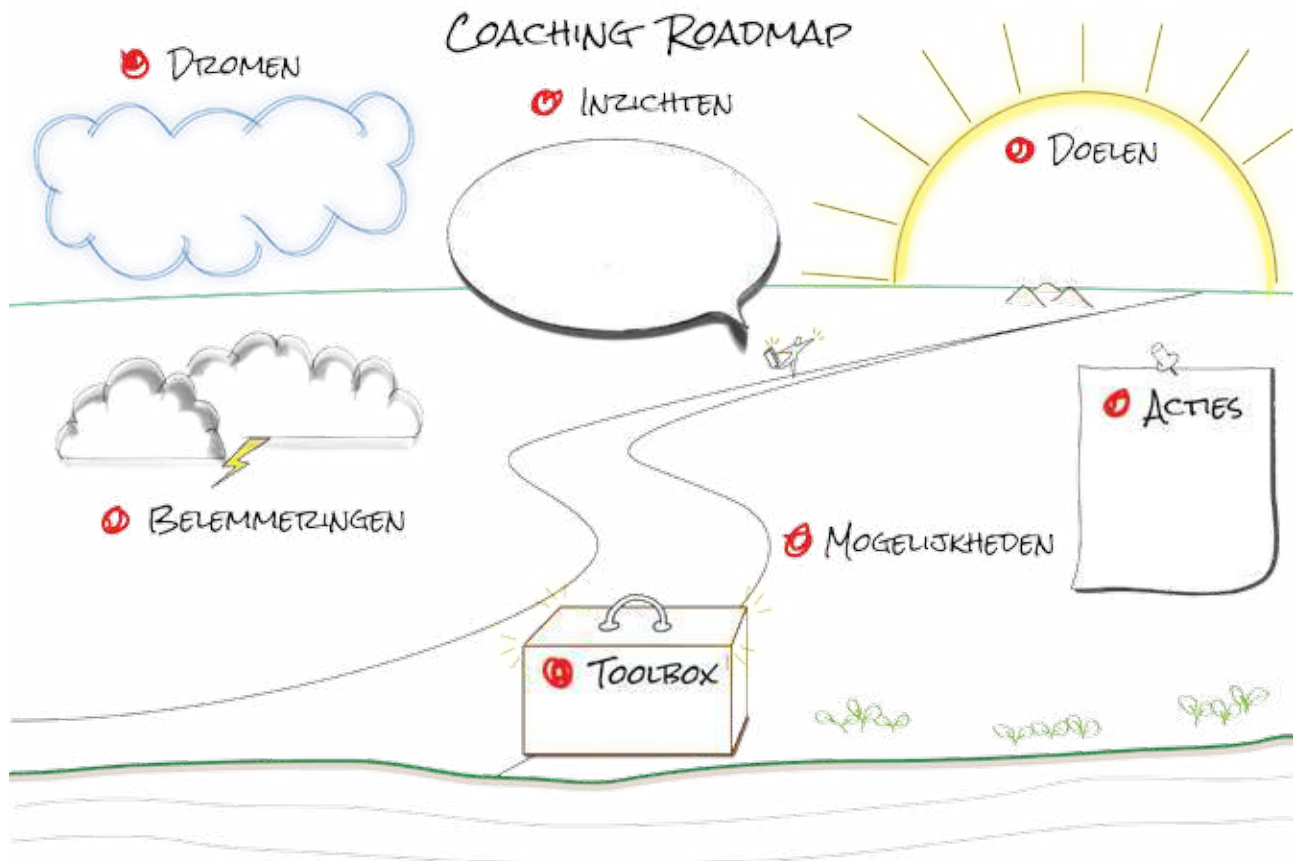 Coaching Roadmap
Dromen
Inzichten
Doelen
Acties
Belemmeringen
Mogelijkheden
Toolbox